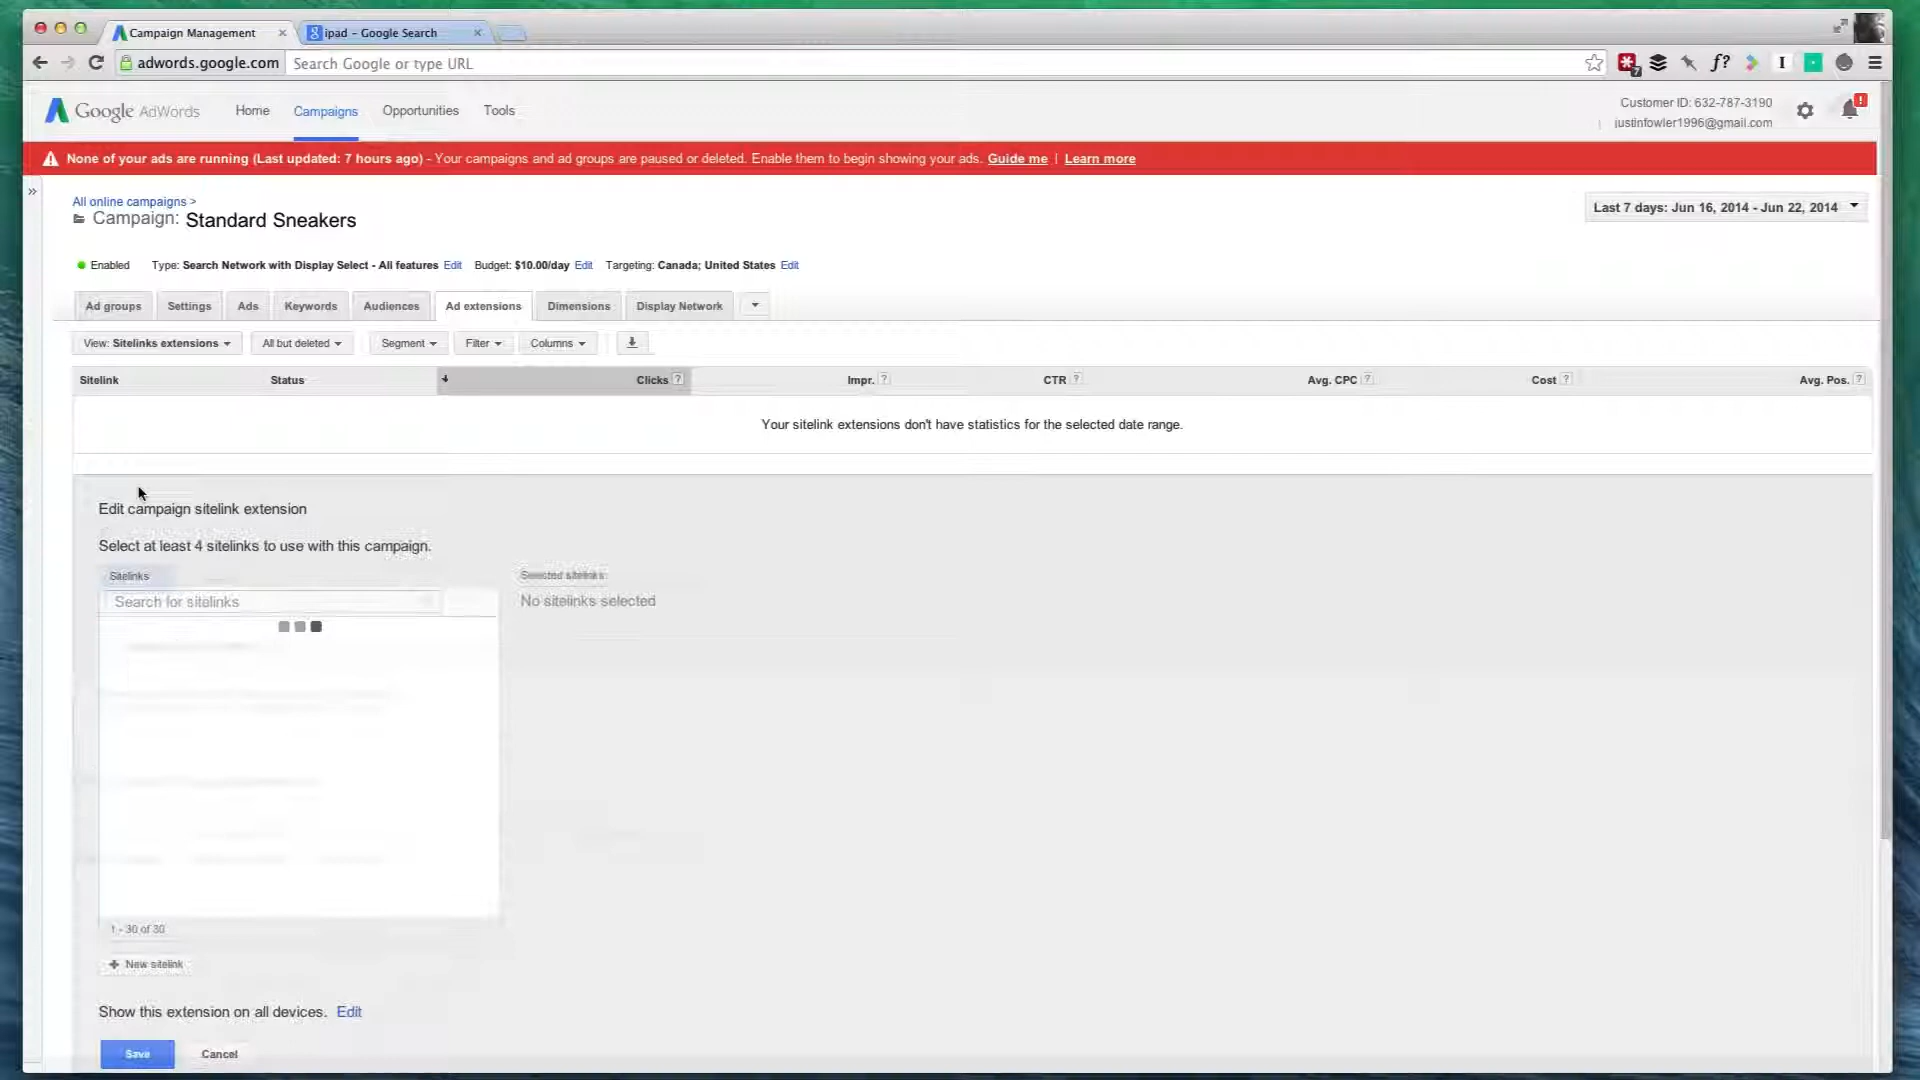 Campaign Management
ipad - Google Search
adwords.google.com
Search Google or type URL
7
f?
I
Google AdWords
Home
Campaigns
Opportunities
Tools
Customer ID: 632-787-3190
justinfowler1996@gmail.com
!
None of your ads are running (Last updated: 7 hours ago) - Your campaigns and ad groups are paused or deleted. Enable them to begin showing your ads. Guide me | Learn more
»
All online campaigns >
Campaign: Standard Sneakers
Last 7 days: Jun 16, 2014 - Jun 22, 2014
Enabled Type: Search Network with Display Select - All features Edit Budget: $10.00/day Edit Targeting: Canada; United States Edit
Ad groups
Settings
Ads
Keywords
Audiences
Ad extensions
Dimensions
Display Network
View: Sitelinks extensions
All but deleted
Segment
Filter
Columns
Sitelink
Status
Clicks ?
Impr. ?
CTR ?
Avg. CPC ?
Cost ?
Avg. Pos. ?
Your sitelink extensions don't have statistics for the selected date range.
Edit campaign sitelink extension
Select at least 4 sitelinks to use with this campaign.
Sitelinks
Selected sitelinks
Search for sitelinks
No sitelinks selected
1 - 30 of 30
+ New sitelink
Show this extension on all devices. Edit
Save
Cancel